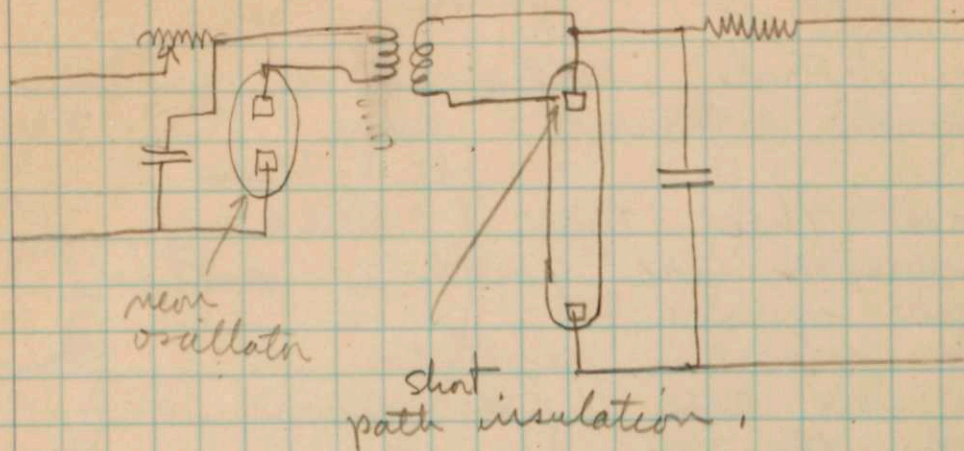 neon
oscillator
short
path insulation.